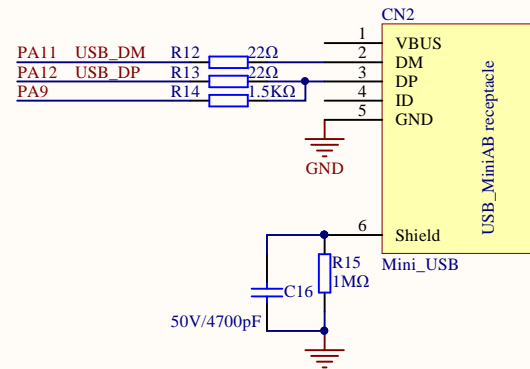 CN2
1 VBUS
PA11 USB_DM R12 22Ω 2 DM
PA12 USB_DP R13 22Ω 3 DP
PA9 R14 1.5KΩ 4 ID
5 GND
GND
USB_MiniAB receptacle
6 Shield
Mini_USB
R15
1MΩ
C16
50V/4700pF